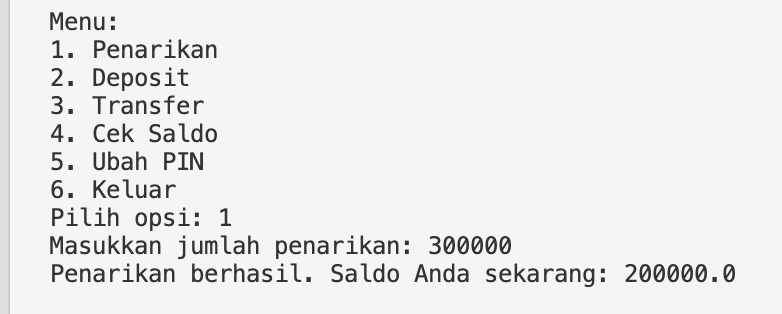 Menu:
1. Penarikan
2. Deposit
3. Transfer
4. Cek Saldo
5. Ubah PIN
6. Keluar
Pilih opsi: 1
Masukkan jumlah penarikan: 300000
Penarikan berhasil. Saldo Anda sekarang: 200000.0